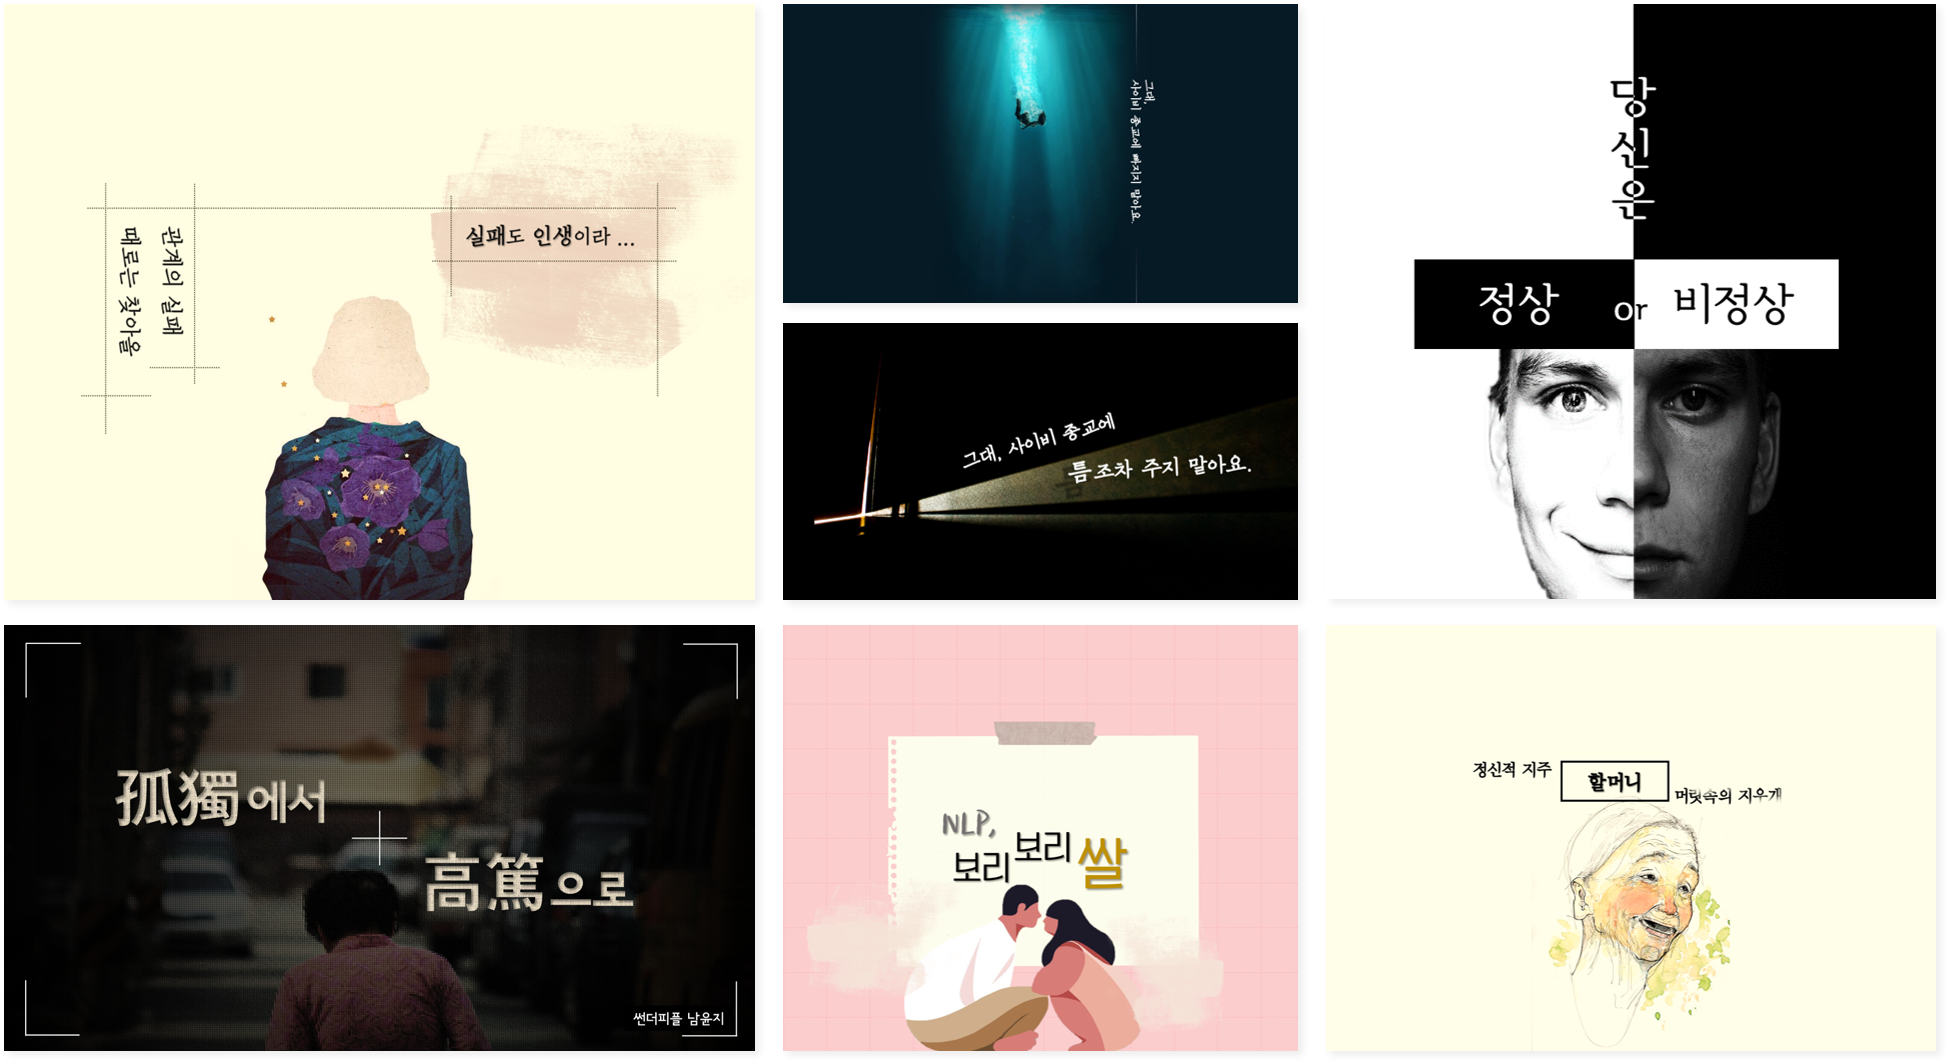 관계의 실패
때로는 찾아올
실패도 인생이라 ...
그대,
사이비 종교에 빠지지 말아요.
그대, 사이비 종교에
틈조차 주지 말아요.
당신은
정상 or 비정상
孤獨에서
高篤으로
썬더피플 남윤지
NLP,
보리 보리 쌀
정신적 지주
할머니
머릿속의 지우개